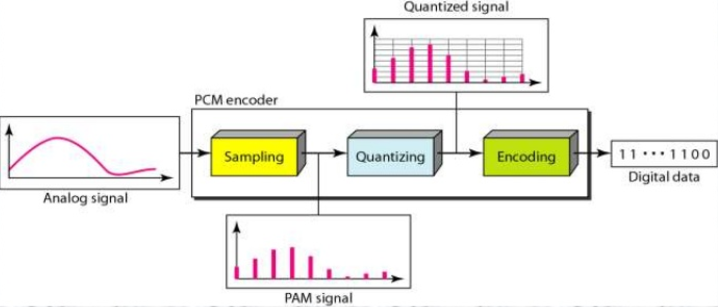 Quantized signal
PCM encoder
Sampling
Quantizing
Encoding
11•••1100
Digital data
Analog signal
PAM signal